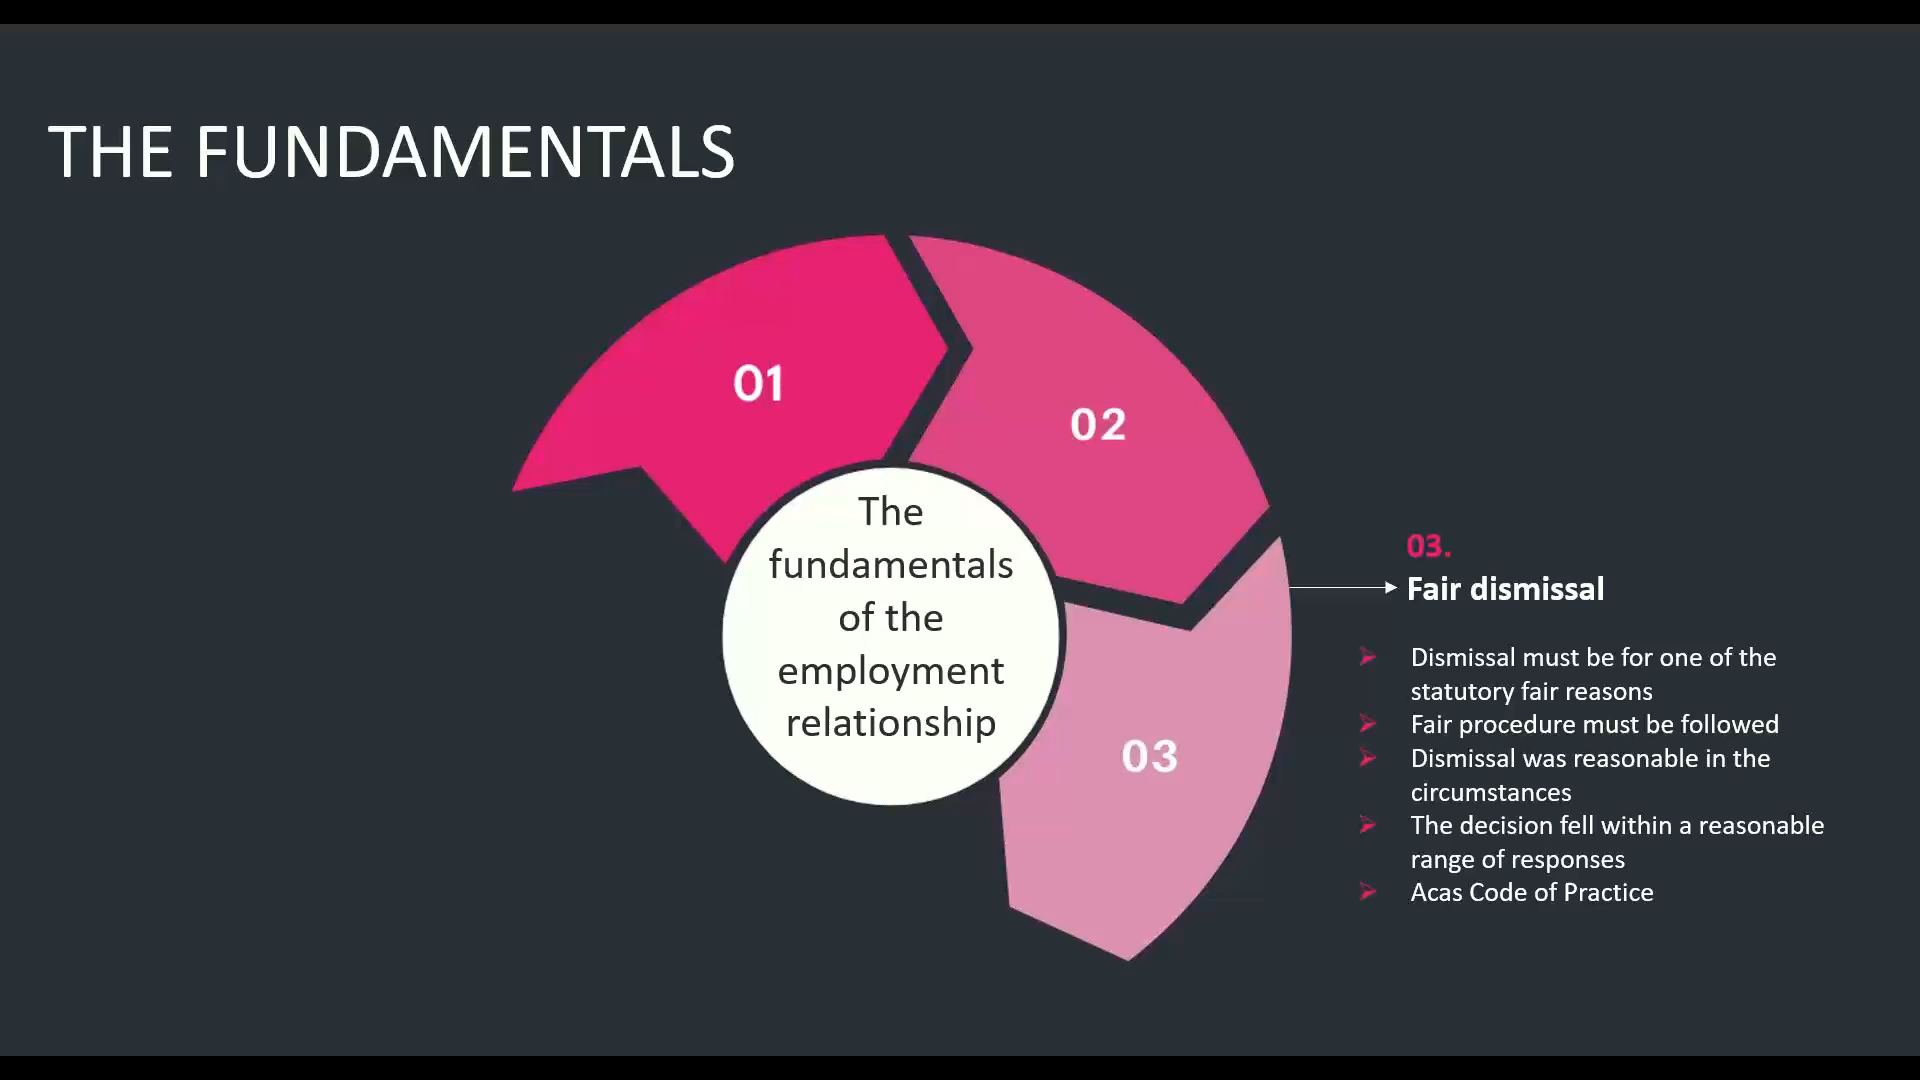 THE FUNDAMENTALS
01
02
The
fundamentals
of the
employment
relationship
03
03.
Fair dismissal
Dismissal must be for one of the
statutory fair reasons
Fair procedure must be followed
Dismissal was reasonable in the
circumstances
The decision fell within a reasonable
range of responses
Acas Code of Practice